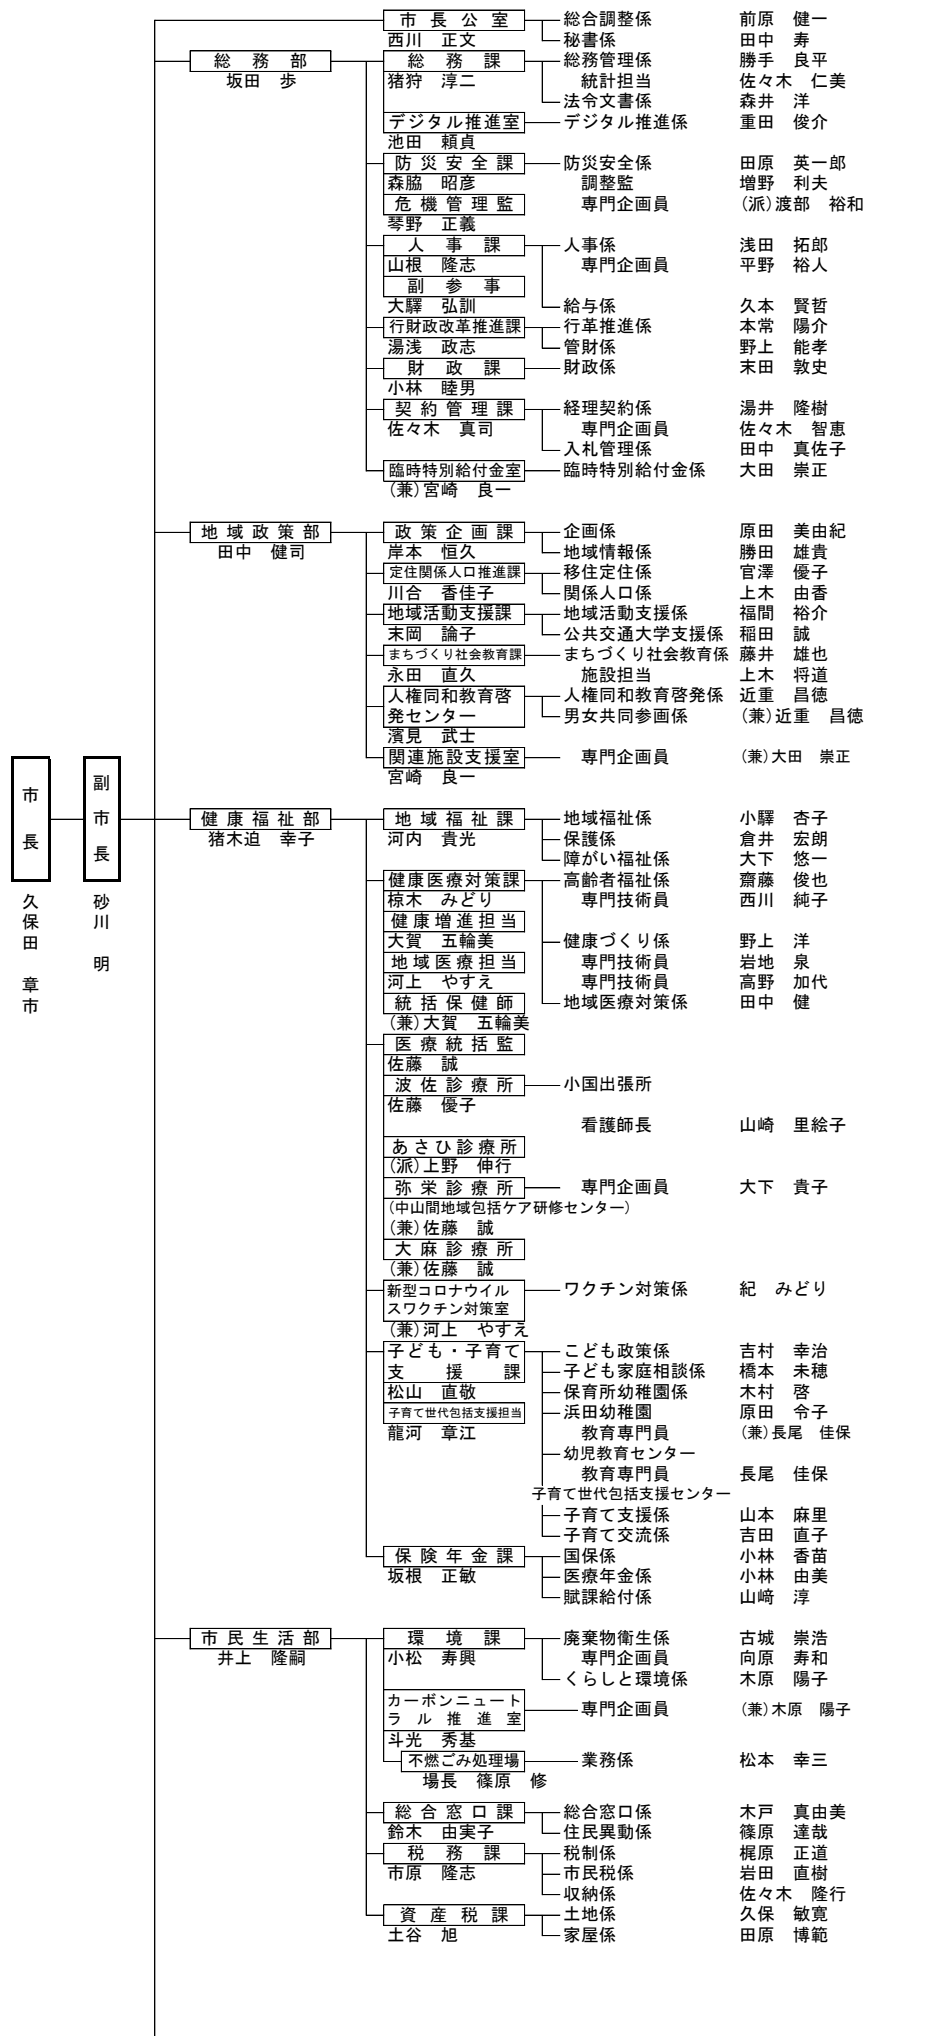 市長公室 総合調整係 前原 健一
西川 正文 秘書係 田中 寿
総務部 総務課 総務管理係 勝手 良平
坂田 歩 猪狩 淳二 統計担当 佐々木 仁美
法令文書係 森井 洋
デジタル推進室 デジタル推進係 重田 俊介
池田 頼貞
防災安全課 防災安全係 田原 英一郎
森脇 昭彦 調整監 増野 利夫
危機管理監 専門企画員 (派)渡部 裕和
琴野 正義
人事課 人事係 浅田 拓郎
山根 隆志 専門企画員 平野 裕人
副参事
大驛 弘訓 給与係 久本 賢哲
行財政改革推進課 行革推進係 本常 陽介
湯浅 政志 管財係 野上 能孝
財政課 財政係 末田 敦史
小林 睦男
契約管理課 経理契約係 湯井 隆樹
佐々木 真司 専門企画員 佐々木 智恵
入札管理係 田中 真佐子
臨時特別給付金室 臨時特別給付金係 大田 崇正
(兼)宮崎 良一
地域政策部 政策企画課 企画係 原田 美由紀
田中 健司 岸本 恒久 地域情報係 勝田 雄貴
定住関係人口推進課 移住定住係 官澤 優子
川合 香佳子 関係人口係 上木 由香
地域活動支援課 地域活動支援係 福間 裕介
末岡 論子 公共交通大学支援係 稲田 誠
まちづくり社会教育課 まちづくり社会教育係 藤井 雄也
永田 直久 施設担当 上木 将道
人権同和教育啓 人権同和教育啓発係 近重 昌徳
発センター 男女共同参画係 (兼)近重 昌徳
濱見 武士
関連施設支援室 専門企画員 (兼)大田 崇正
宮崎 良一
市長
久保田 章市
副市長
砂川 明
健康福祉部 地域福祉課 地域福祉係 小驛 杏子
猪木迫 幸子 河内 貴光 保護係 倉井 宏朗
障がい福祉係 大下 悠一
健康医療対策課 高齢者福祉係 齋藤 俊也
椋木 みどり 専門技術員 西川 純子
健康増進担当
大賀 五輪美 健康づくり係 野上 洋
地域医療担当 専門技術員 岩地 泉
河上 やすえ 専門技術員 高野 加代
統括保健師 地域医療対策係 田中 健
(兼)大賀 五輪美
医療統括監
佐藤 誠
波佐診療所 小国出張所
佐藤 優子
看護師長 山崎 里絵子
あさひ診療所
(派)上野 伸行
弥栄診療所 専門企画員 大下 貴子
(中山間地域包括ケア研修センター)
(兼)佐藤 誠
大麻診療所
(兼)佐藤 誠
新型コロナウイル ワクチン対策係 紀 みどり
スワクチン対策室
(兼)河上 やすえ
子ども・子育て こども政策係 吉村 幸治
支援課 子ども家庭相談係 橋本 未穂
松山 直敬 保育所幼稚園係 木村 啓
子育て世代包括支援担当 浜田幼稚園 原田 令子
龍河 章江 教育専門員 (兼)長尾 佳保
幼児教育センター
教育専門員 長尾 佳保
子育て世代包括支援センター
子育て支援係 山本 麻里
子育て交流係 吉田 直子
保険年金課 国保係 小林 香苗
坂根 正敏 医療年金係 小林 由美
賦課給付係 山﨑 淳
市民生活部 環境課 廃棄物衛生係 古城 崇浩
井上 隆嗣 小松 寿興 専門企画員 向原 寿和
くらしと環境係 木原 陽子
カーボンニュート 専門企画員 (兼)木原 陽子
ラル推進室
斗光 秀基
不燃ごみ処理場 業務係 松本 幸三
場長 篠原 修
総合窓口課 総合窓口係 木戸 真由美
鈴木 由実子 住民異動係 篠原 達哉
税務課 税制係 梶原 正道
市原 隆志 市民税係 岩田 直樹
収納係 佐々木 隆行
資産税課 土地係 久保 敏寛
土谷 旭 家屋係 田原 博範